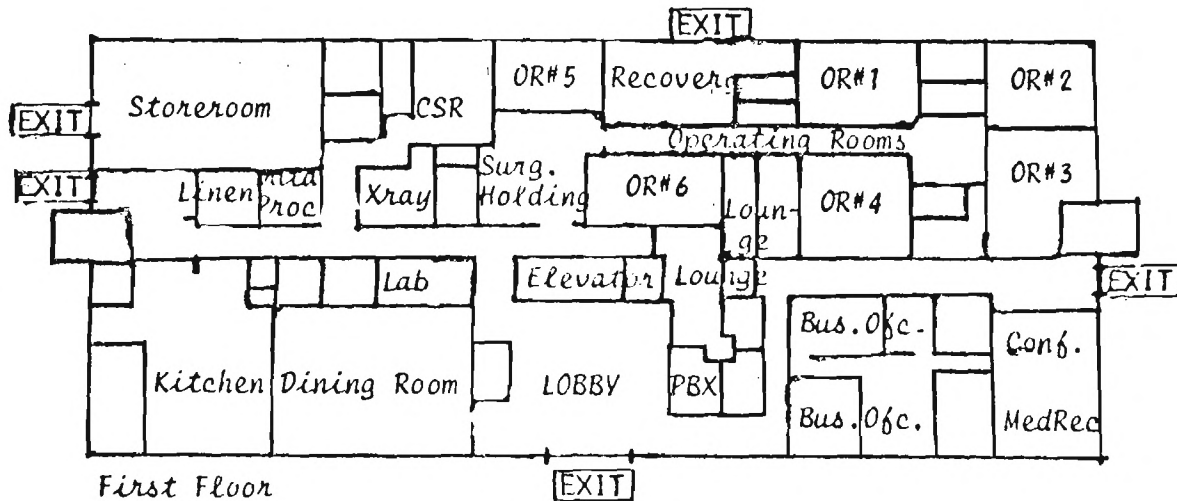 EXIT
OR#5
Recovery
OR#1
OR#2
Storeroom
CSR
EXIT
Operating Rooms
Surg.
Holding
OR#3
EXIT
Linen
Proc
Xray
OR#6
Loun-
ge
OR#4
Elevator
Lounge
Lab
EXIT
Bus. Ofc.
Conf.
Kitchen
Dining Room
LOBBY
PBX
Bus. Ofc.
MedRec
First Floor
EXIT